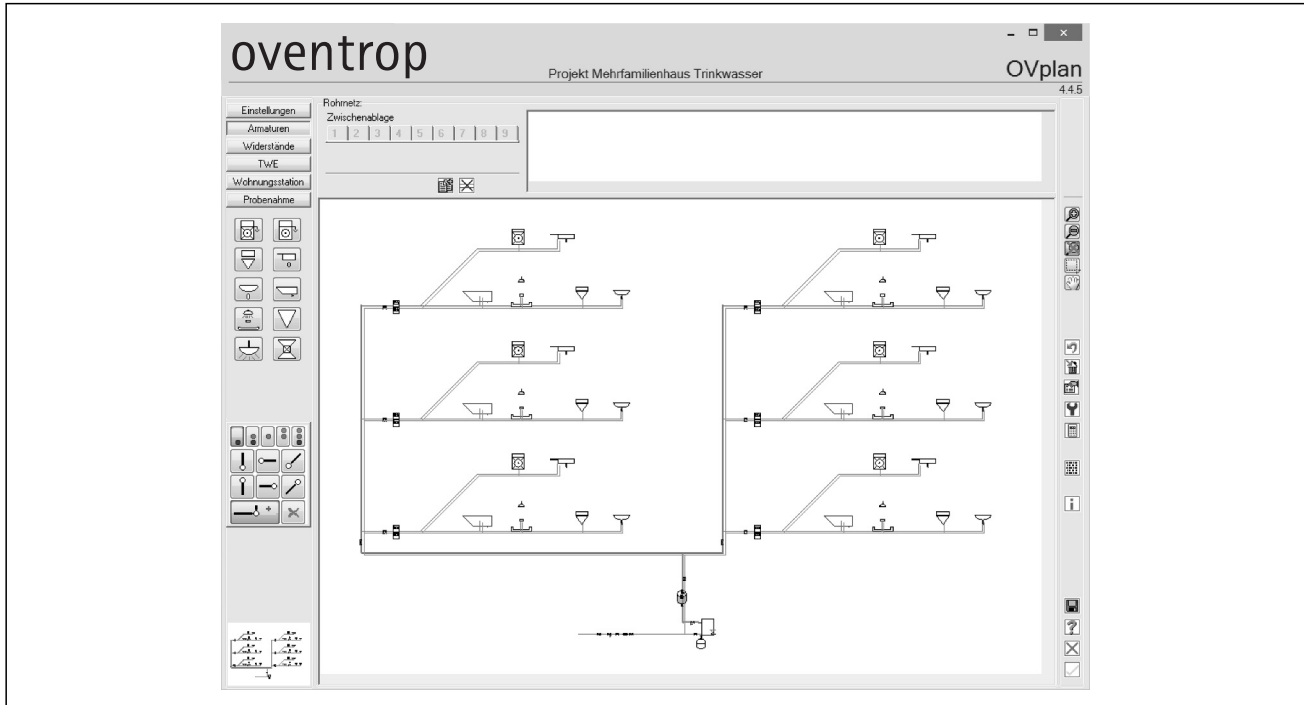 oventrop
Projekt Mehrfamilienhaus Trinkwasser
OVplan
4.4.5
Einstellungen
Armaturen
Widerstände
TWE
Wohnungsstation
Probenahme
Rohrnetz:
Zwischenablage
1 2 3 4 5 6 7 8 9